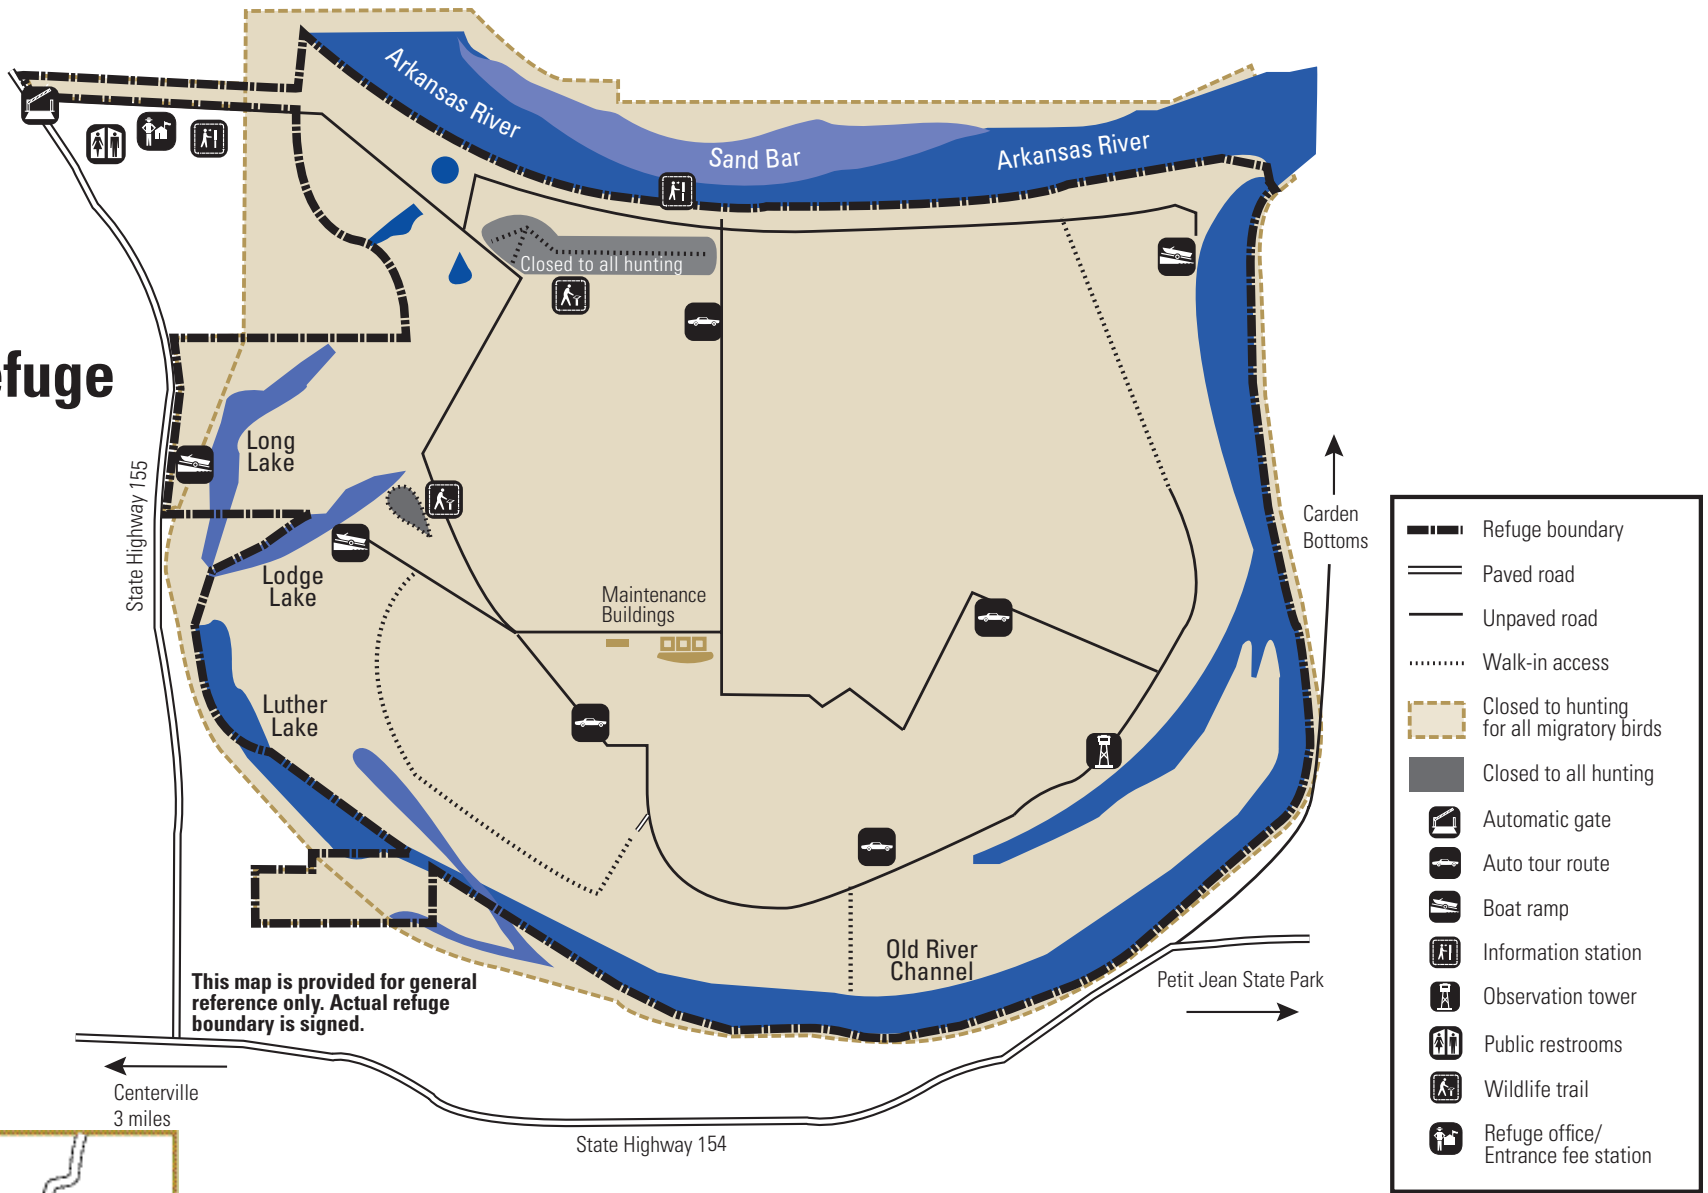 Arkansas River
Sand Bar
Arkansas River
Closed to all hunting
efuge
Long
Lake
State Highway 155
Lodge
Lake
Maintenance
Buildings
Luther
Lake
Carden
Bottoms
Old River
Channel
This map is provided for general
reference only. Actual refuge
boundary is signed.
Petit Jean State Park
Centerville
3 miles
State Highway 154
Refuge boundary
Paved road
Unpaved road
Walk-in access
Closed to hunting
for all migratory birds
Closed to all hunting
Automatic gate
Auto tour route
Boat ramp
Information station
Observation tower
Public restrooms
Wildlife trail
Refuge office/
Entrance fee station